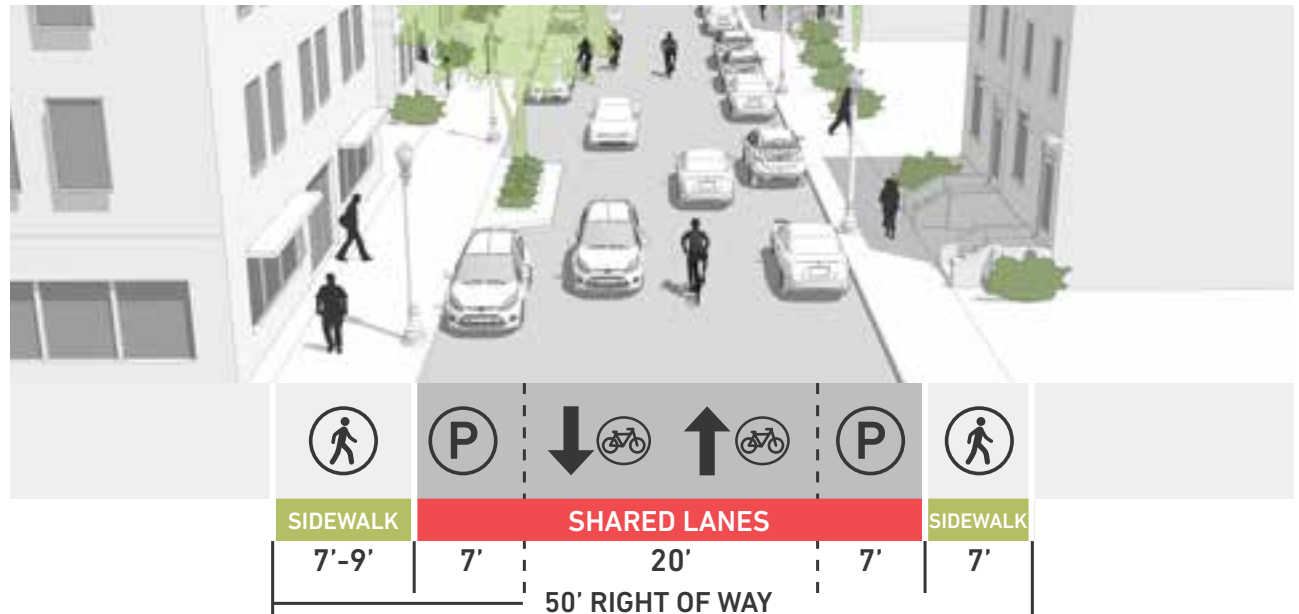 P P
SIDEWALK SHARED LANES SIDEWALK
7’-9’ 7’ 20’ 7’ 7’
50’ RIGHT OF WAY